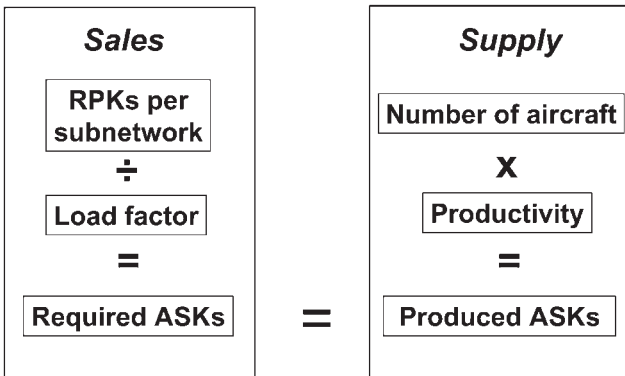 Sales
RPKs per
subnetwork
÷
Load factor
=
Required ASKs
=
Supply
Number of aircraft
x
Productivity
=
Produced ASKs